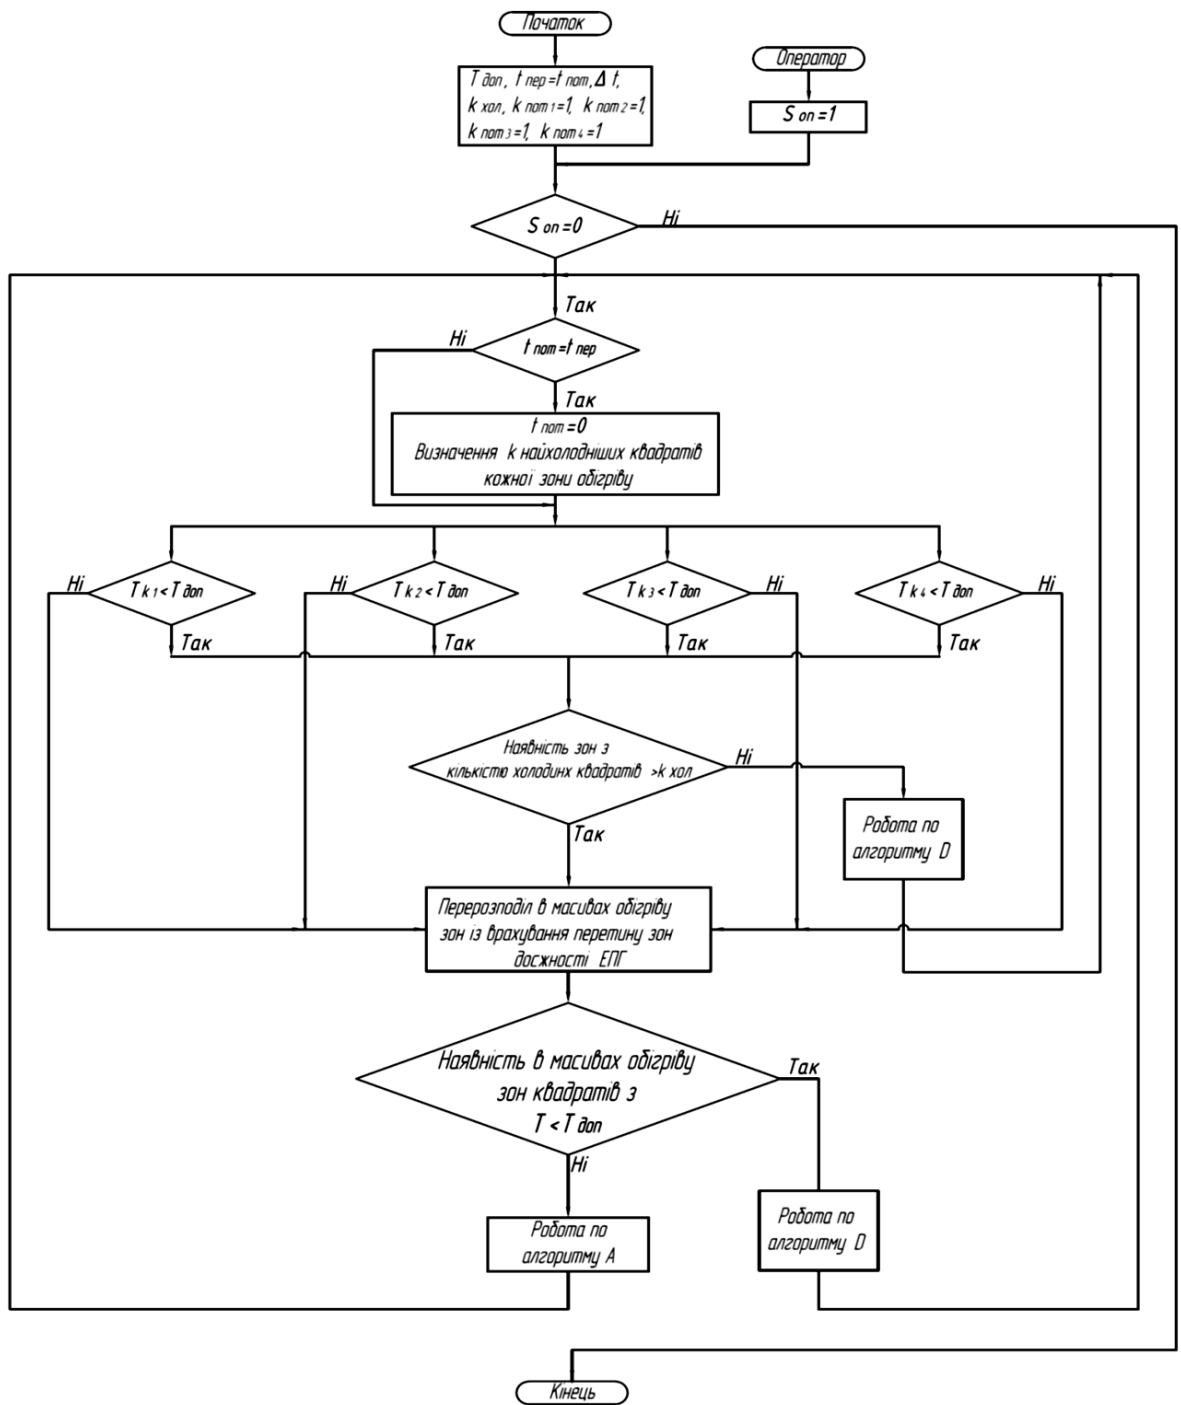 Початок
Оператор
T доп, t пер=t пот, Δ t,
k хол, k пот 1=1, k пот 2=1,
k пот 3=1, k пот 4=1
S оп=1
S оп=0
Ні
Так
Ні
t пот=t пер
Так
t пот=0
Визначення k найхолодніших квадратів
кожної зони обігріву
Ні
T k 1 < T доп
Ні
T k 2 < T доп
T k 3 < T доп
Ні
T k 4 < T доп
Ні
Так
Так
Так
Так
Наявність зон з
кількістю холодинх квадратів >k хол
Ні
Так
Робота по
алгоритму D
Перерозподіл в масивах обігріву
зон із врахування перетину зон
досжності ЕПГ
Наявність в масивах обігріву
зон квадратів з
T < T доп
Так
Ні
Робота по
алгоритму А
Робота по
алгоритму D
Кінець